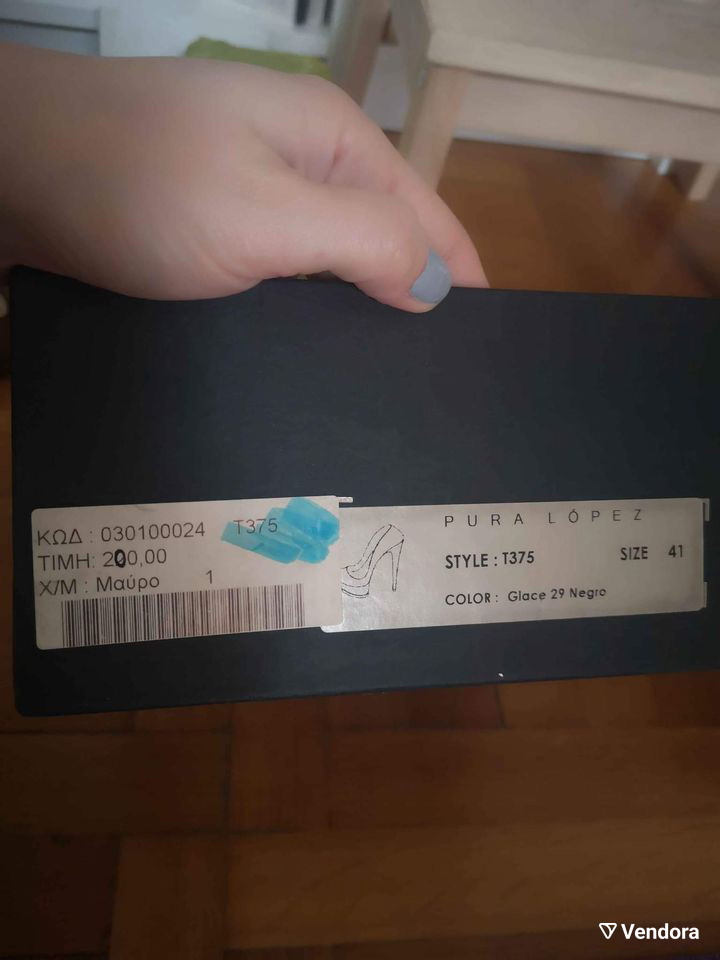 ΚΩΔ : 030100024 T375
ΤΙΜΗ: 200,00
Χ/Μ : Μαύρο 1
PURA LÓPEZ
STYLE : T375 SIZE 41
COLOR : Glace 29 Negro
Vendora